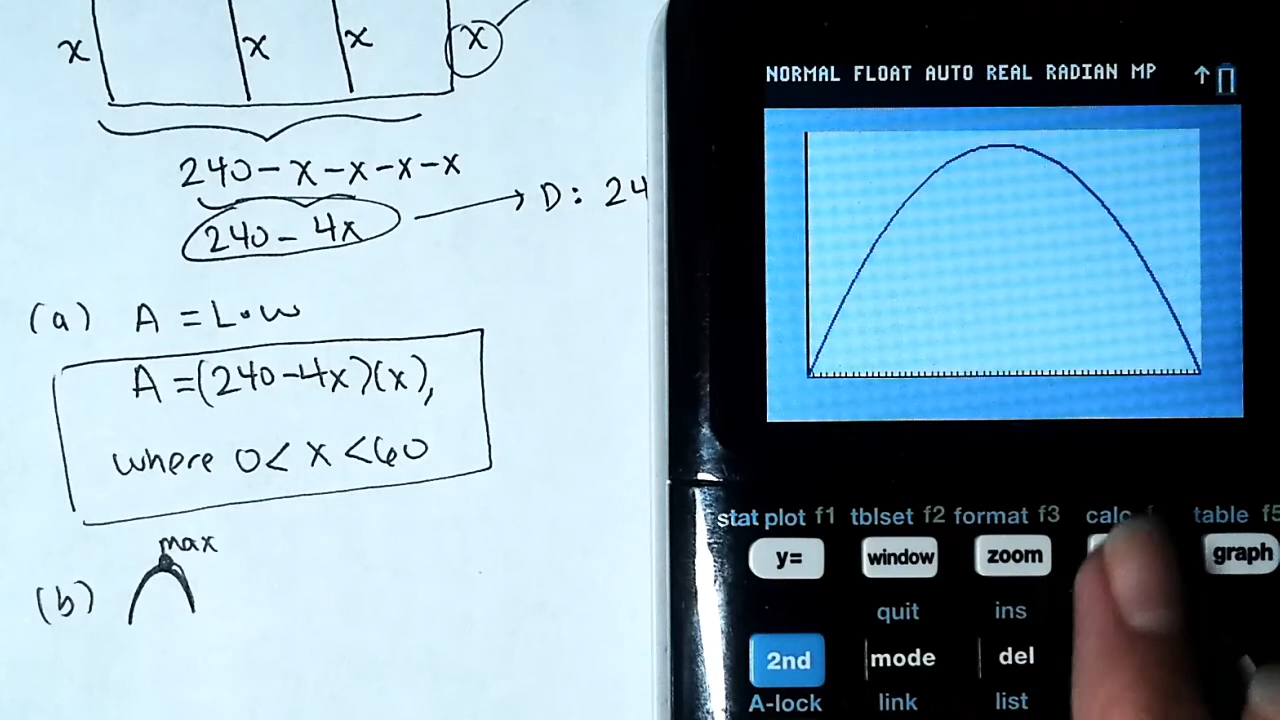 x x x x
240 - x - x - x - x
240 - 4x → D: 24
(a) A = L•w
A = (240-4x)(x),
where 0 < x < 60
max
(b)
NORMAL FLOAT AUTO REAL RADIAN MP
stat plot f1 tblset f2 format f3 calc table f5
y= window zoom graph
quit ins
2nd mode del
A-lock link list